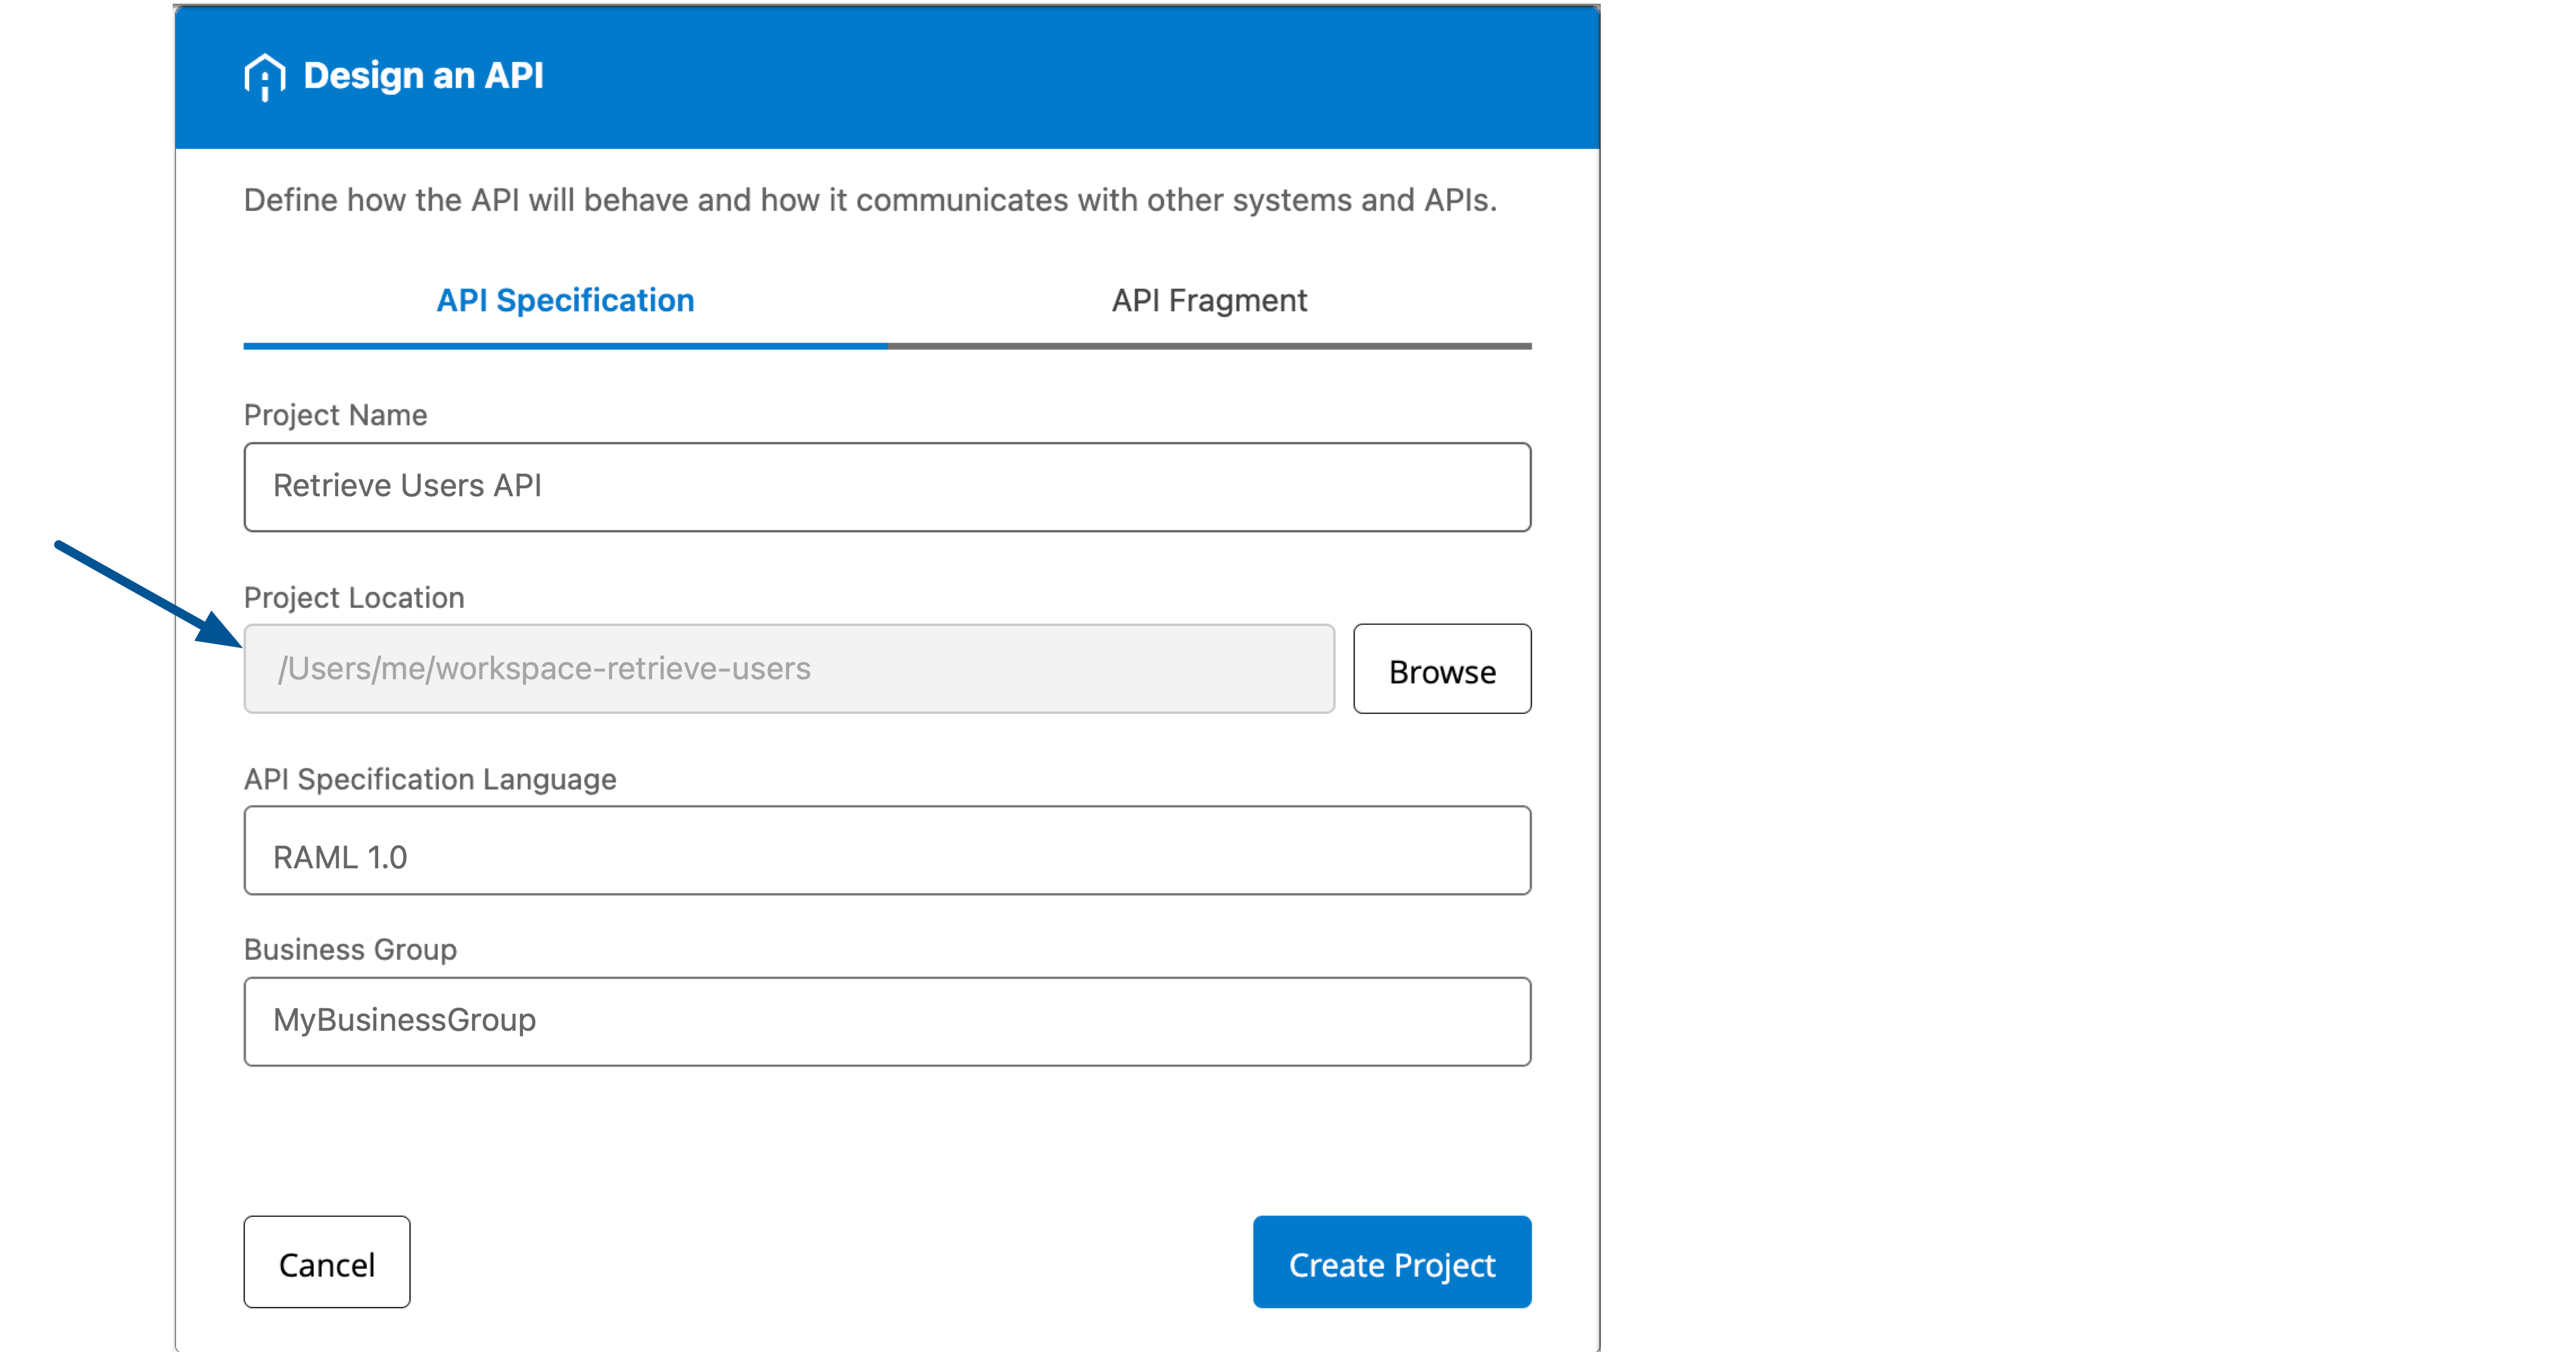 Design an API
Define how the API will behave and how it communicates with other systems and APIs.
API Specification
API Fragment
Project Name
Retrieve Users API
Project Location
/Users/me/workspace-retrieve-users
Browse
API Specification Language
RAML 1.0
Business Group
MyBusinessGroup
Cancel
Create Project